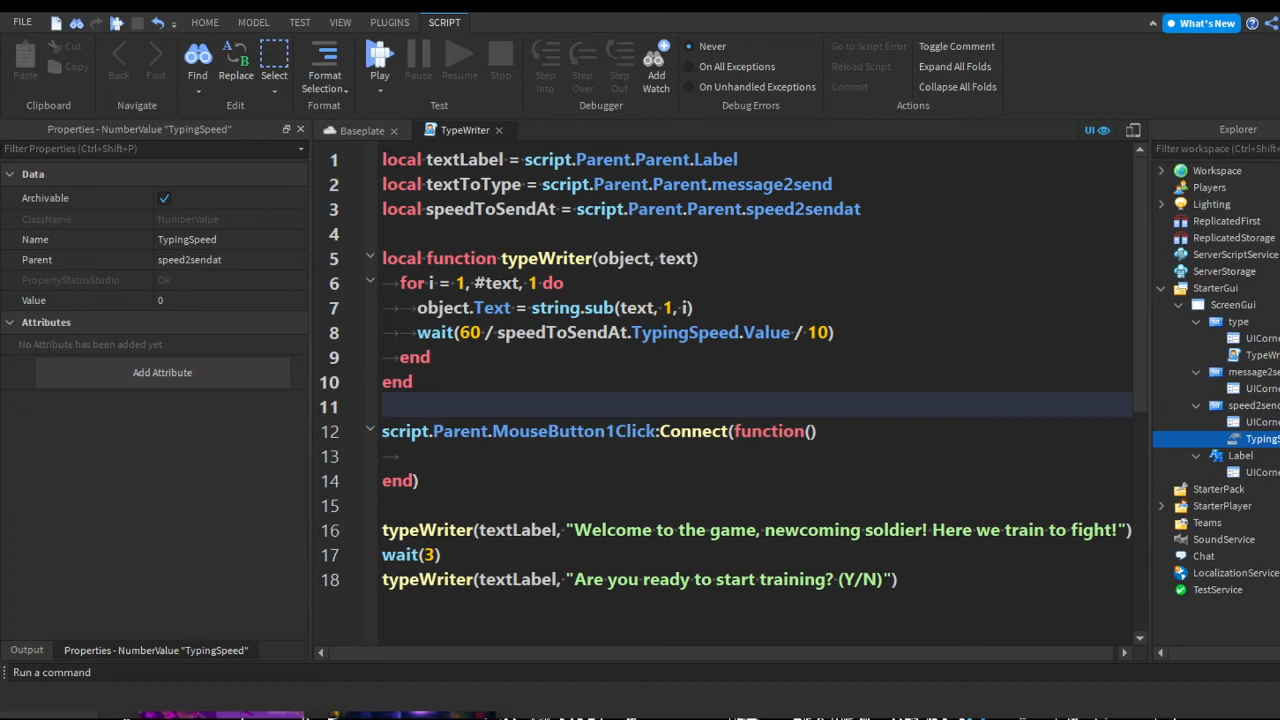 FILE HOME MODEL TEST VIEW PLUGINS SCRIPT What's New
Paste Cut Copy Back Fwd Find Replace Select Format Selection Play Pause Resume Stop Step Into Step Over Step Out Add Watch
Never
On All Exceptions
On Unhandled Exceptions
Go to Script Error
Reload Script
Commit
Toggle Comment
Expand All Folds
Collapse All Folds
Clipboard Navigate Edit Format Test Debugger Debug Errors Actions
Properties - NumberValue "TypingSpeed"
Filter Properties (Ctrl+Shift+P)
Data
Archivable
ClassName NumberValue
Name TypingSpeed
Parent speed2sendat
PropertyStatusStudio Ok
Value 0
Attributes
No Attribute has been added yet
Add Attribute
Output Properties - NumberValue "TypingSpeed"
Run a command
Baseplate TypeWriter UI
1 local textLabel = script.Parent.Parent.Label
2 local textToType = script.Parent.Parent.message2send
3 local speedToSendAt = script.Parent.Parent.speed2sendat
4
5 local function typeWriter(object, text)
6 for i = 1, #text, 1 do
7 object.Text = string.sub(text, 1, i)
8 wait(60 / speedToSendAt.TypingSpeed.Value / 10)
9 end
10 end
11
12 script.Parent.MouseButton1Click:Connect(function()
13
14 end)
15
16 typeWriter(textLabel, "Welcome to the game, newcoming soldier! Here we train to fight!")
17 wait(3)
18 typeWriter(textLabel, "Are you ready to start training? (Y/N)")
Explorer
Filter workspace (Ctrl+Shift+
Workspace
Players
Lighting
ReplicatedFirst
ReplicatedStorage
ServerScriptService
ServerStorage
StarterGui
ScreenGui
type
UICorne
TypeWr
message2se
UICorne
speed2send
UICorne
TypingS
Label
UICorne
StarterPack
StarterPlayer
Teams
SoundService
Chat
LocalizationService
TestService